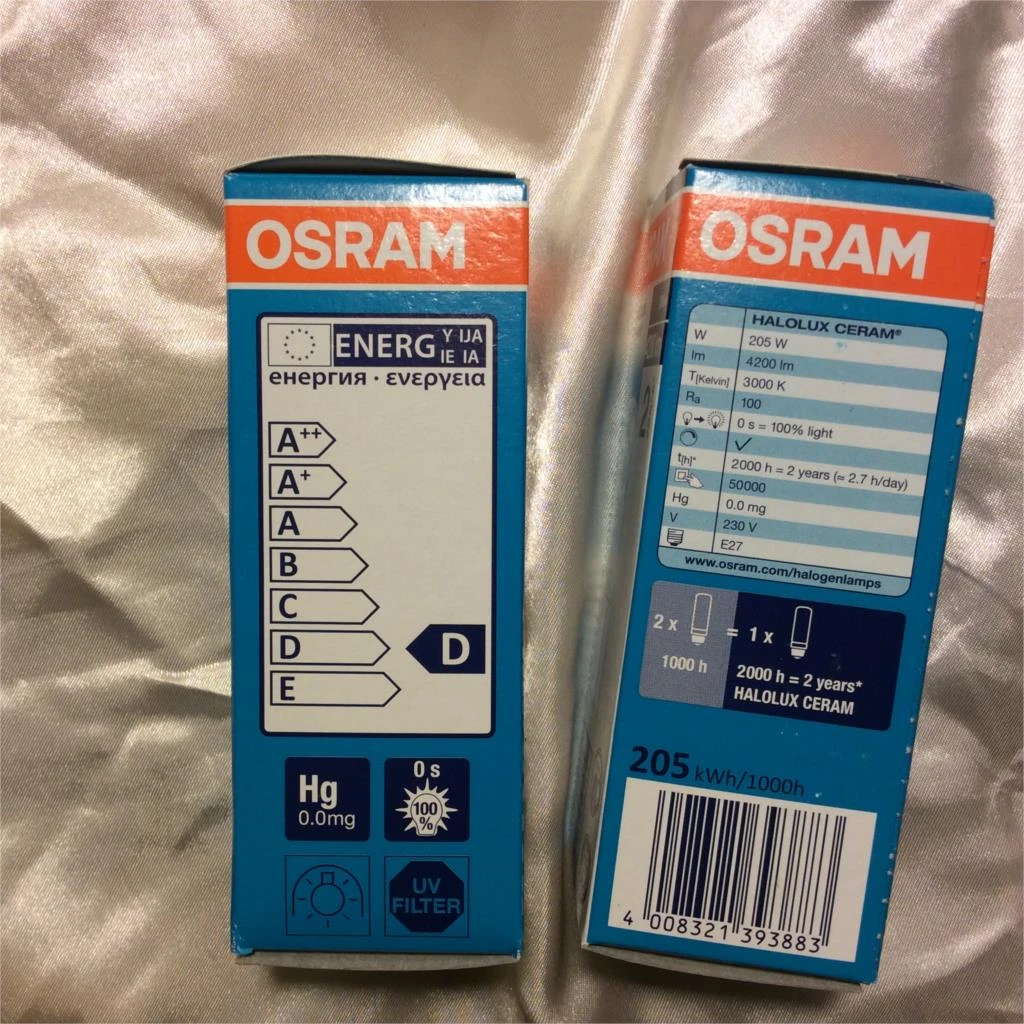 OSRAM
ENERG Y IJA
IE IA
енергия · ενεργεια
A++
A+
A
B
C
D
D
E
Hg
0.0mg
0 s
100
%
UV
FILTER
OSRAM
HALOLUX CERAM®
W 205 W
lm 4200 lm
T[Kelvin] 3000 K
Ra 100
0 s = 100% light
t[h]* 2000 h = 2 years (≈ 2.7 h/day)
50000
Hg 0.0 mg
V 230 V
E27
www.osram.com/halogenlamps
2 x = 1 x
1000 h
2000 h = 2 years*
HALOLUX CERAM
205 kWh/1000h
4 008321 393883